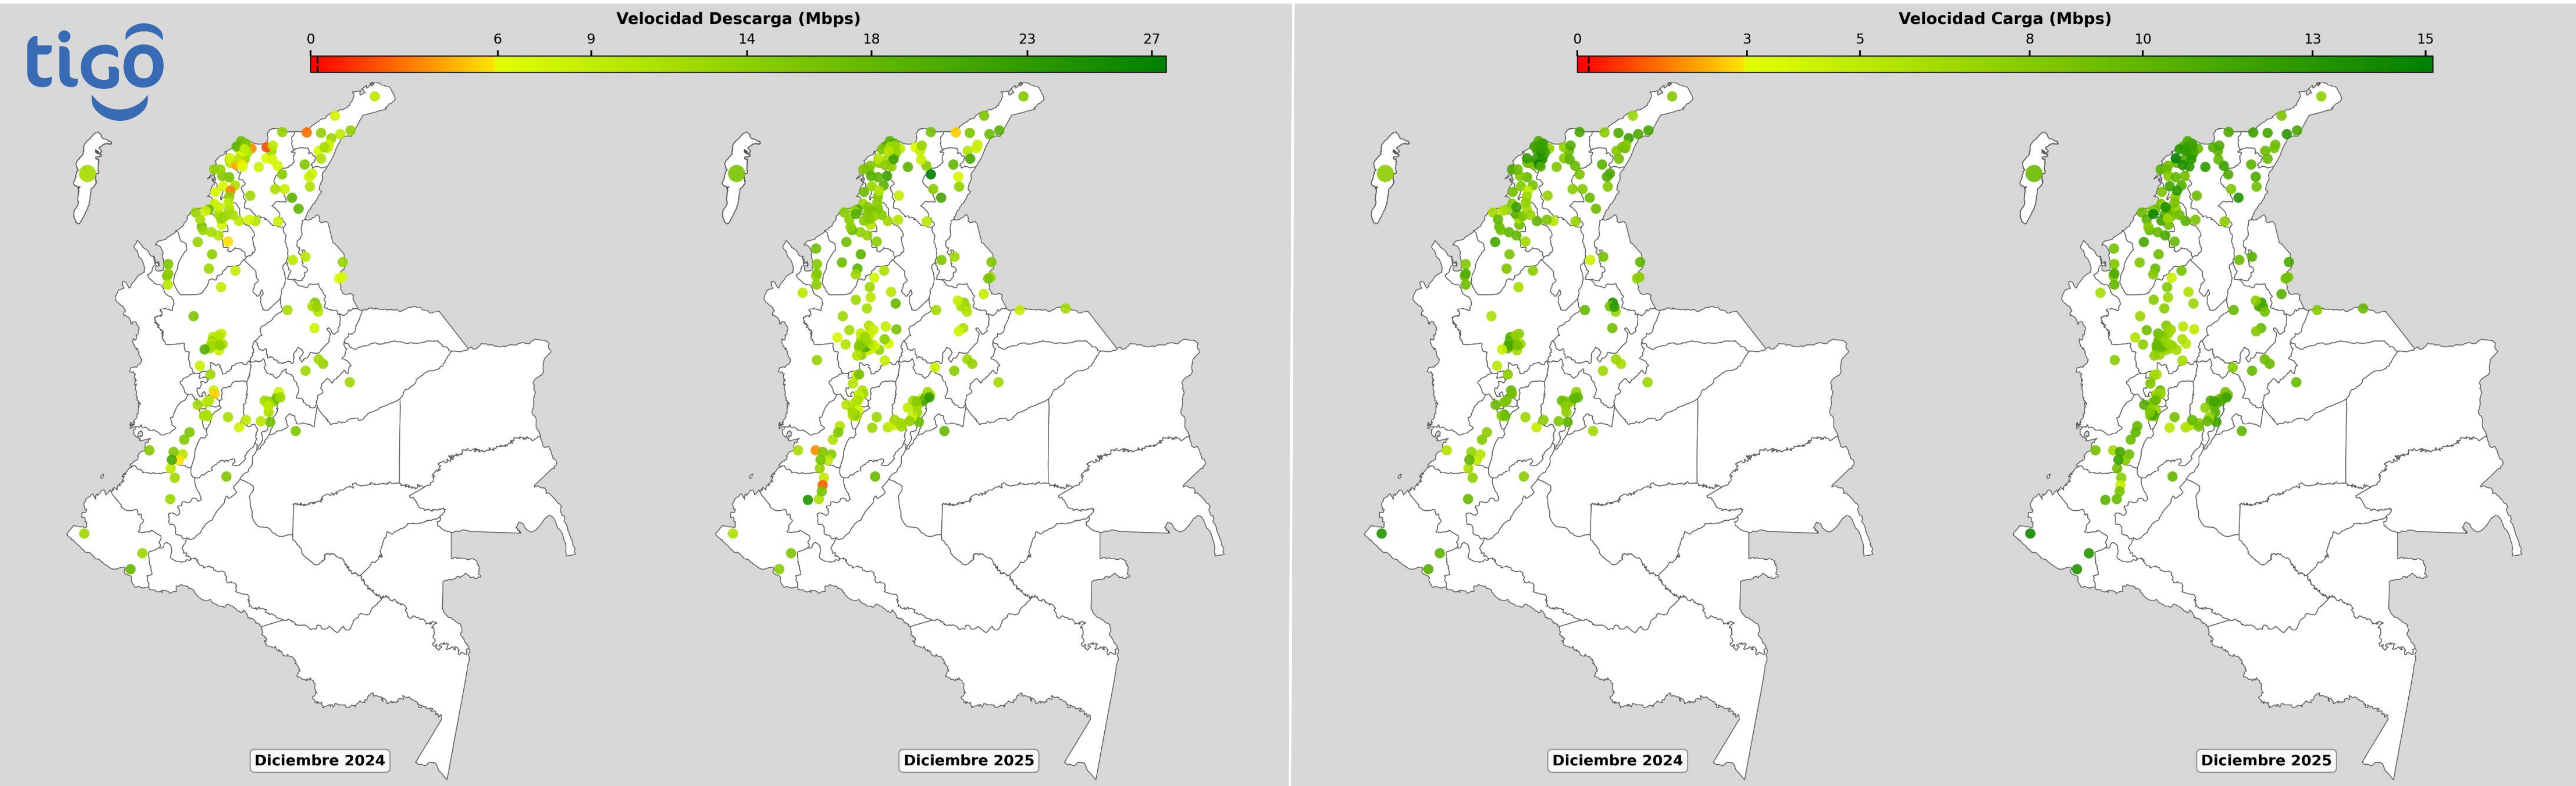 tigo
Velocidad Descarga (Mbps)
0 6 9 14 18 23 27
Diciembre 2024
Diciembre 2025
Velocidad Carga (Mbps)
0 3 5 8 10 13 15
Diciembre 2024
Diciembre 2025